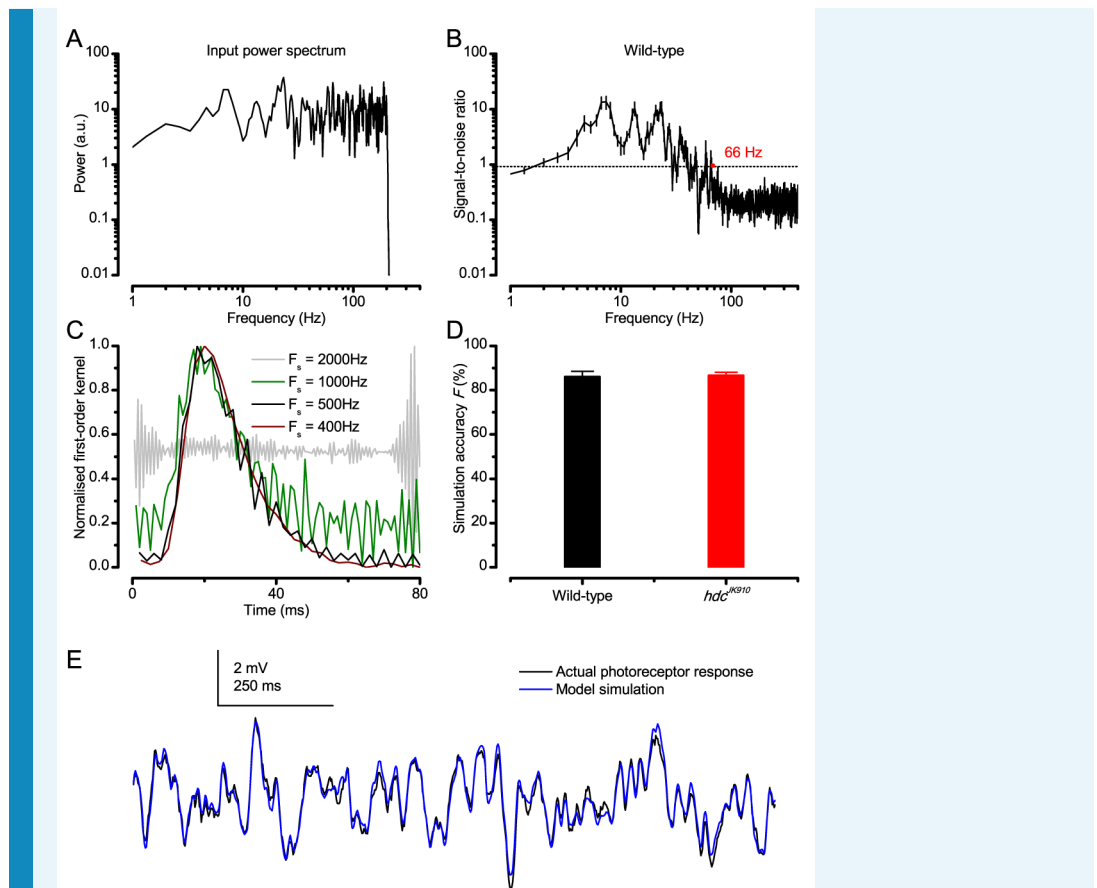 A
Input power spectrum
100
10
1
0.1
0.01
Power (a.u.)
1
10
100
Frequency (Hz)
B
Wild-type
100
10
1
0.1
0.01
Signal-to-noise ratio
66 Hz
1
10
100
Frequency (Hz)
C
1.0
0.8
0.6
0.4
0.2
0.0
Normalised first-order kernel
Fs = 2000Hz
Fs = 1000Hz
Fs = 500Hz
Fs = 400Hz
0
40
80
Time (ms)
D
100
80
60
40
20
0
Simulation accuracy F (%)
Wild-type
hdcJK910
E
2 mV
250 ms
Actual photoreceptor response
Model simulation